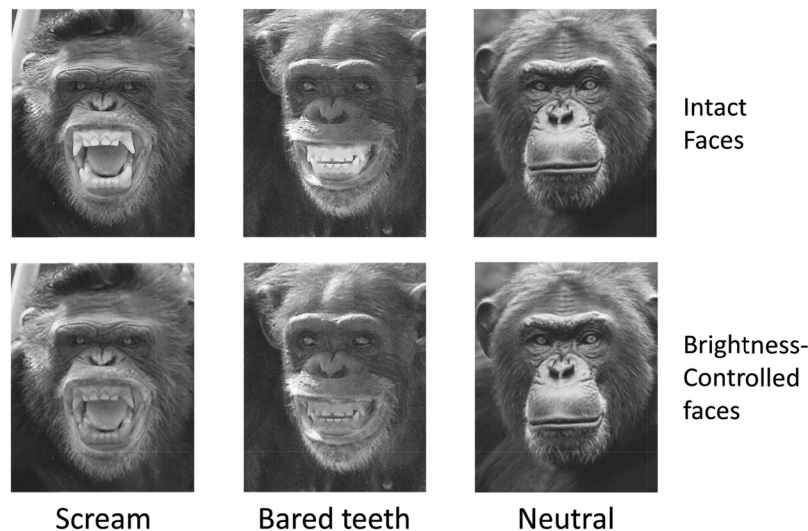 Intact
Faces
Brightness-
Controlled
faces
Scream
Bared teeth
Neutral